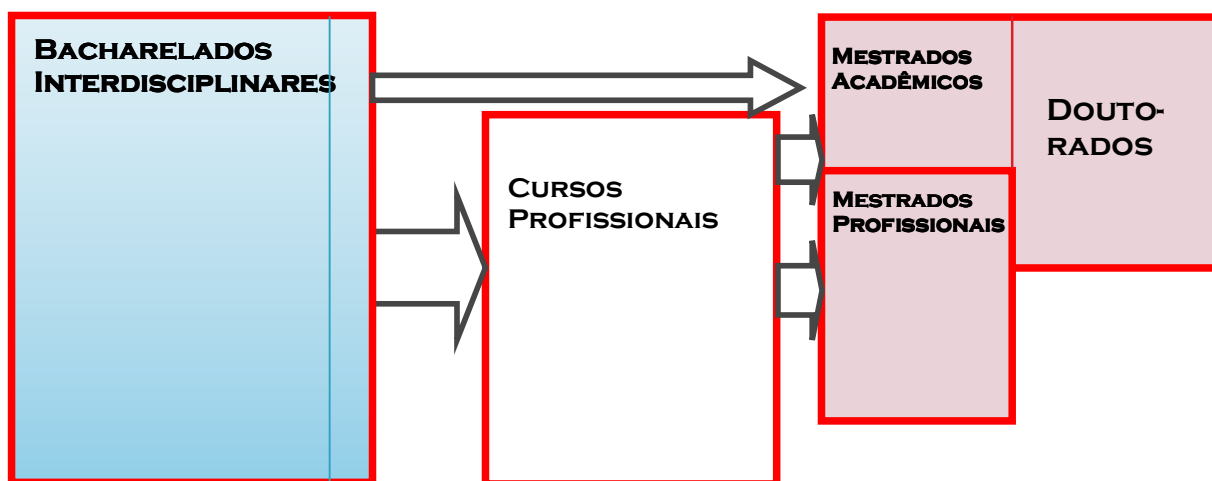 Bacharelados
Interdisciplinares
Cursos
Profissionais
Mestrados
Acadêmicos
Mestrados
Profissionais
Douto-
rados